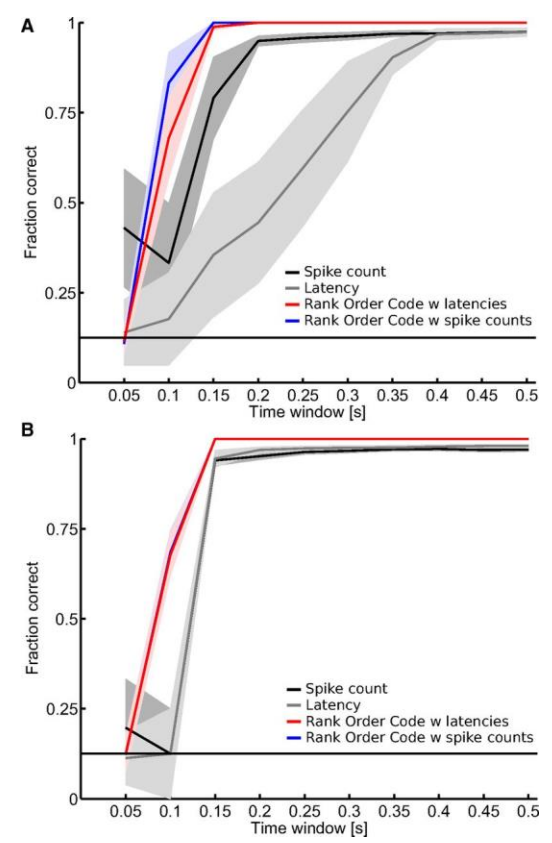 A
1
0.75
0.5
0.25
0
Fraction correct
Spike count
Latency
Rank Order Code w latencies
Rank Order Code w spike counts
0.05 0.1 0.15 0.2 0.25 0.3 0.35 0.4 0.45 0.5
Time window [s]
B
1
0.75
0.5
0.25
0
Fraction correct
Spike count
Latency
Rank Order Code w latencies
Rank Order Code w spike counts
0.05 0.1 0.15 0.2 0.25 0.3 0.35 0.4 0.45 0.5
Time window [s]